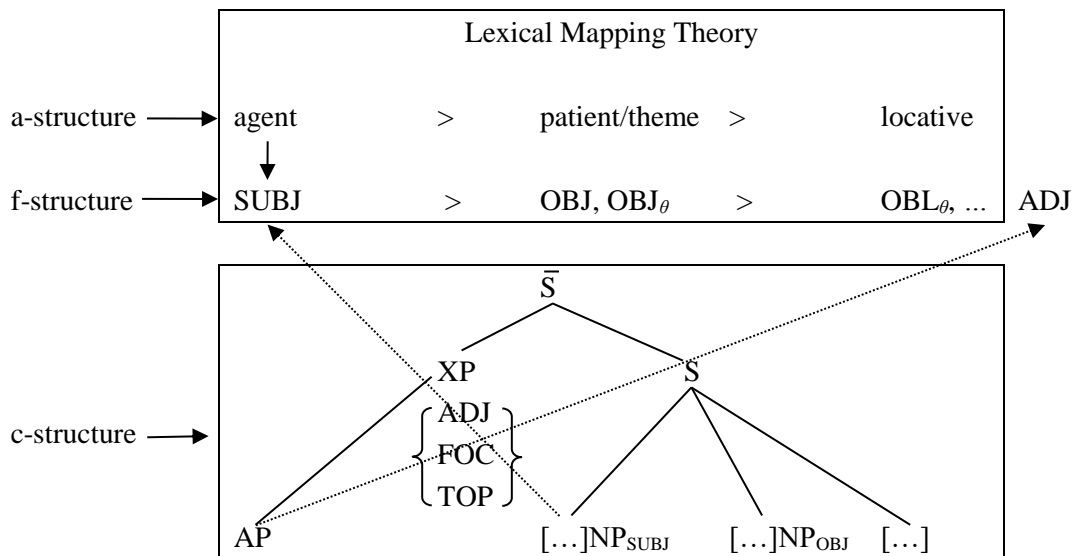 Lexical Mapping Theory
a-structure agent > patient/theme > locative
f-structure SUBJ > OBJ, OBJθ > OBLθ, … ADJ
S̅
XP S
ADJ
c-structure FOC
TOP
AP […]NPSUBJ […]NPOBJ […]